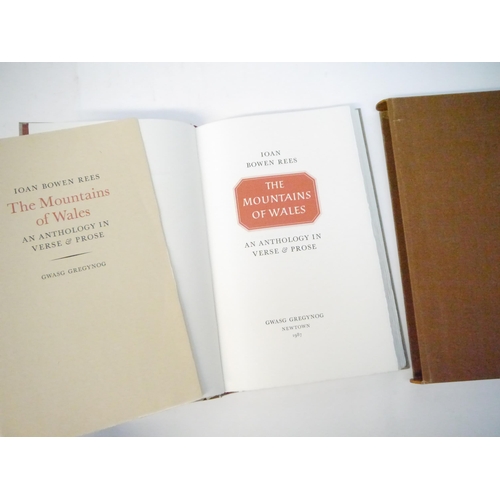 IOAN BOWEN REES
The Mountains
of Wales
AN ANTHOLOGY IN
VERSE & PROSE
GWASG GREGYNOG
IOAN
BOWEN REES
THE
MOUNTAINS
OF WALES
AN ANTHOLOGY IN
VERSE & PROSE
GWASG GREGYNOG
NEWTOWN
1987